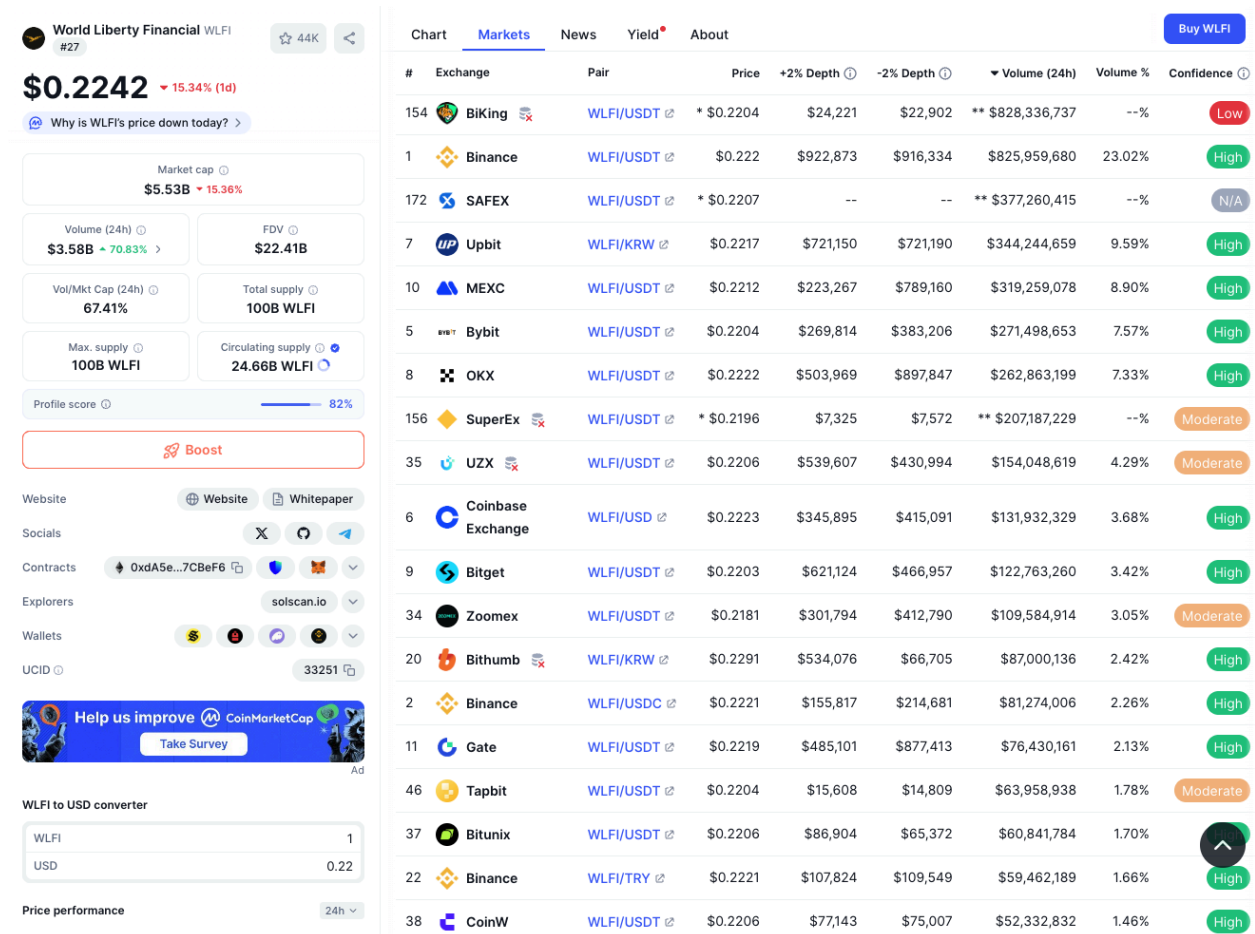 World Liberty Financial WLFI
#27
44K
$0.2242 15.34% (1d)
Why is WLFI's price down today?
Market cap
$5.53B 15.36%
Volume (24h)
$3.58B 70.83%
FDV
$22.41B
Vol/Mkt Cap (24h)
67.41%
Total supply
100B WLFI
Max. supply
100B WLFI
Circulating supply
24.66B WLFI
Profile score 82%
Boost
Website Website Whitepaper
Socials
Contracts 0xdA5e...7CBeF6
Explorers solscan.io
Wallets
UCID 33251
Help us improve CoinMarketCap
Take Survey
Ad
WLFI to USD converter
WLFI 1
USD 0.22
Price performance 24h
Chart Markets News Yield About
Buy WLFI
# Exchange Pair Price +2% Depth -2% Depth Volume (24h) Volume % Confidence
154 BiKing WLFI/USDT * $0.2204 $24,221 $22,902 ** $828,336,737 --% Low
1 Binance WLFI/USDT $0.222 $922,873 $916,334 $825,959,680 23.02% High
172 SAFEX WLFI/USDT * $0.2207 -- -- ** $377,260,415 --% N/A
7 UP Upbit WLFI/KRW $0.2217 $721,150 $721,190 $344,244,659 9.59% High
10 MEXC WLFI/USDT $0.2212 $223,267 $789,160 $319,259,078 8.90% High
5 BYBIT Bybit WLFI/USDT $0.2204 $269,814 $383,206 $271,498,653 7.57% High
8 OKX WLFI/USDT $0.2222 $503,969 $897,847 $262,863,199 7.33% High
156 SuperEx WLFI/USDT * $0.2196 $7,325 $7,572 ** $207,187,229 --% Moderate
35 UZX WLFI/USDT $0.2206 $539,607 $430,994 $154,048,619 4.29% Moderate
6 Coinbase Exchange WLFI/USD $0.2223 $345,895 $415,091 $131,932,329 3.68% High
9 Bitget WLFI/USDT $0.2203 $621,124 $466,957 $122,763,260 3.42% High
34 Zoomex WLFI/USDT $0.2181 $301,794 $412,790 $109,584,914 3.05% Moderate
20 Bithumb WLFI/KRW $0.2291 $534,076 $66,705 $87,000,136 2.42% High
2 Binance WLFI/USDC $0.2221 $155,817 $214,681 $81,274,006 2.26% High
11 Gate WLFI/USDT $0.2219 $485,101 $877,413 $76,430,161 2.13% High
46 Tapbit WLFI/USDT $0.2204 $15,608 $14,809 $63,958,938 1.78% Moderate
37 Bitunix WLFI/USDT $0.2206 $86,904 $65,372 $60,841,784 1.70% High
22 Binance WLFI/TRY $0.2221 $107,824 $109,549 $59,462,189 1.66% High
38 CoinW WLFI/USDT $0.2206 $77,143 $75,007 $52,332,832 1.46% High